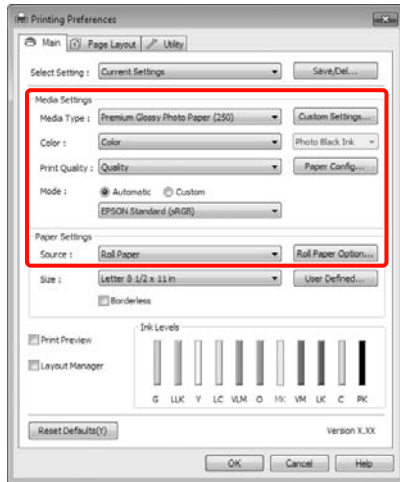 Printing Preferences
Main Page Layout Utility
Select Setting : Current Settings Save/Del...
Media Settings
Media Type : Premium Glossy Photo Paper (250) Custom Settings...
Color : Color Photo Black Ink
Print Quality : Quality Paper Config...
Mode : Automatic Custom
EPSON Standard (sRGB)
Paper Settings
Source : Roll Paper Roll Paper Option...
Size : Letter 8 1/2 x 11 in User Defined...
Borderless
Ink Levels
Print Preview
Layout Manager
G LLK Y LC VLM O MK VM LK C PK
Reset Defaults(Y) Version X.XX
OK Cancel Help